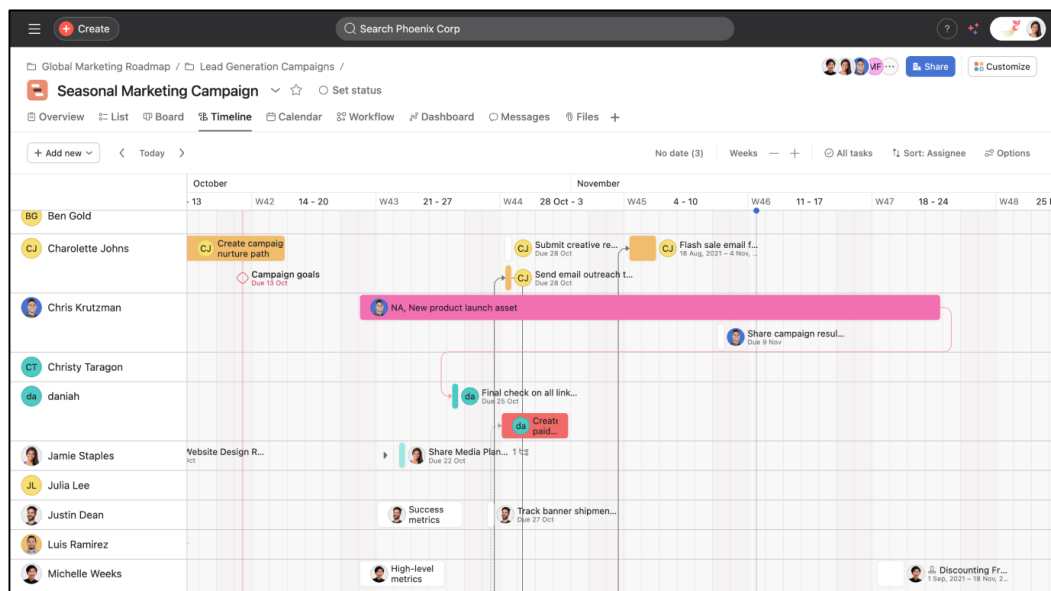 Create
Search Phoenix Corp
?
Global Marketing Roadmap / Lead Generation Campaigns /
MF
Share
Customize
Seasonal Marketing Campaign
Set status
Overview List Board Timeline Calendar Workflow Dashboard Messages Files
+ Add new
Today
No date (3)
Weeks
All tasks
Sort: Assignee
Options
October
November
- 13 W42 14 - 20 W43 21 - 27 W44 28 Oct - 3 W45 4 - 10 W46 11 - 17 W47 18 - 24 W48 25
BG Ben Gold
CJ Charolette Johns
CJ Create campaig
nurture path
CJ Submit creative re...
Due 28 Oct
CJ Flash sale email f...
18 Aug, 2021 – 4 Nov, ...
Campaign goals
Due 13 Oct
CJ Send email outreach t...
Due 28 Oct
Chris Krutzman
NA, New product launch asset
Share campaign resul...
Due 9 Nov
CT Christy Taragon
da daniah
da Final check on all link...
Due 25 Oct
da Create
paid...
Jamie Staples
Website Design R...
Oct
Share Media Plan... 1
Due 22 Oct
JL Julia Lee
Justin Dean
Success
metrics
Track banner shipmen...
Due 27 Oct
Luis Ramirez
Michelle Weeks
High-level
metrics
Discounting Fr...
1 Sep, 2021 – 18 Nov, 2...